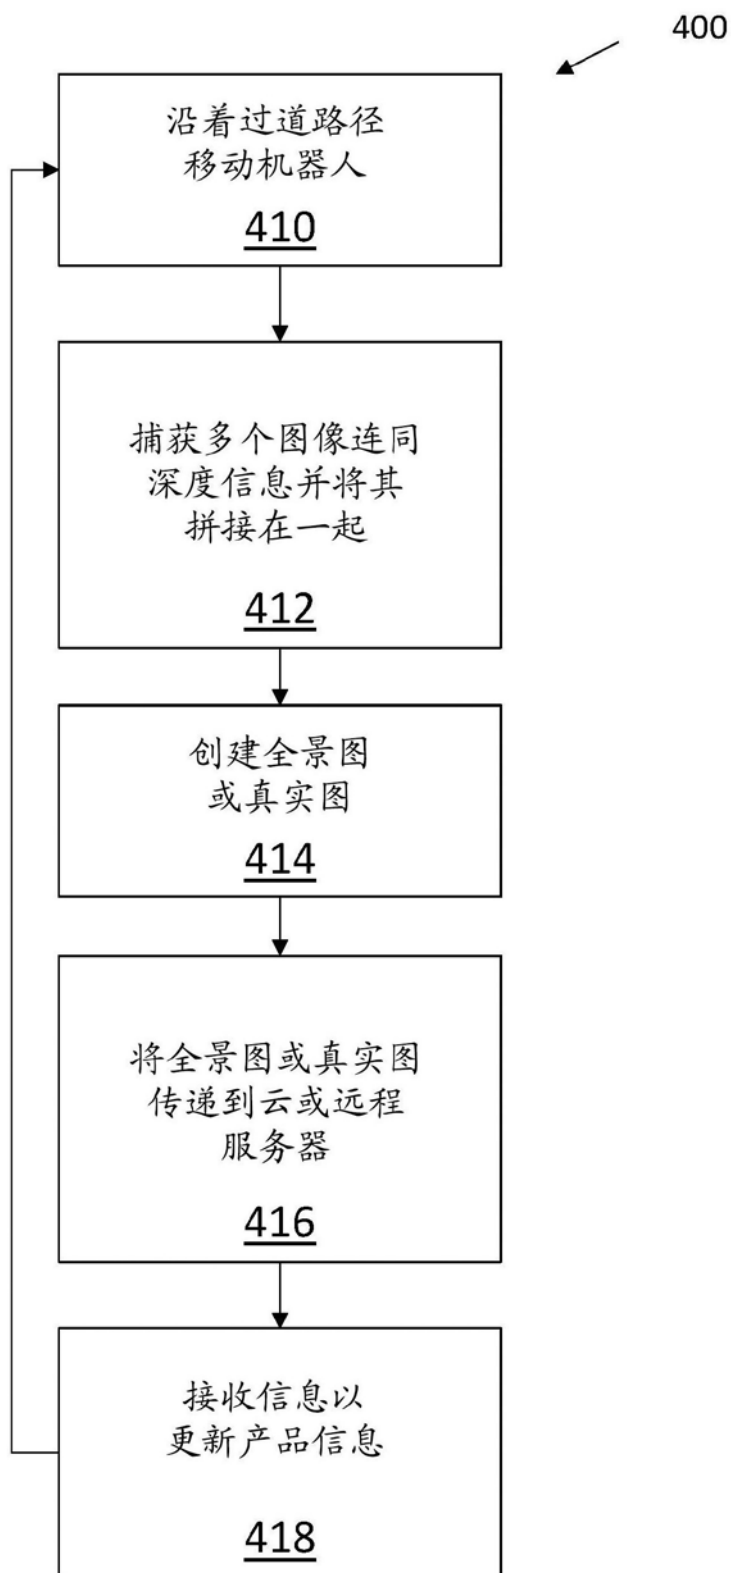 400
沿着过道路径
移动机器人
410
捕获多个图像连同
深度信息并将其
拼接在一起
412
创建全景图
或真实图
414
将全景图或真实图
传递到云或远程
服务器
416
接收信息以
更新产品信息
418